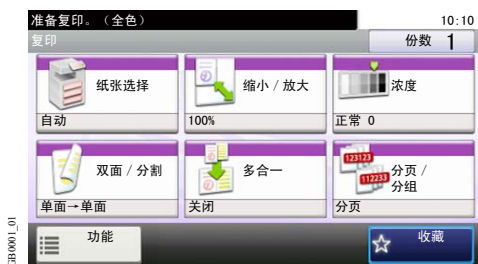 准备复印。（全色）
10:10
复印
份数 1
纸张选择
自动
缩小 / 放大
100%
浓度
正常 0
双面 / 分割
单面→单面
多合一
关闭
123123
112233
分页 /
分组
分页
功能
收藏